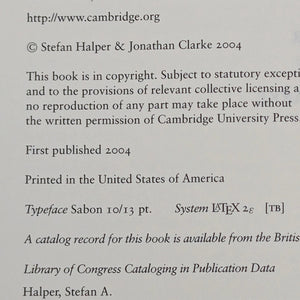 http://www.cambridge.org
© Stefan Halper & Jonathan Clarke 2004
This book is in copyright. Subject to statutory excepti
and to the provisions of relevant collective licensing a
no reproduction of any part may take place without
the written permission of Cambridge University Press
First published 2004
Printed in the United States of America
Typeface Sabon 10/13 pt. System LATEX 2ε [TB]
A catalog record for this book is available from the Britis
Library of Congress Cataloging in Publication Data
Halper, Stefan A.